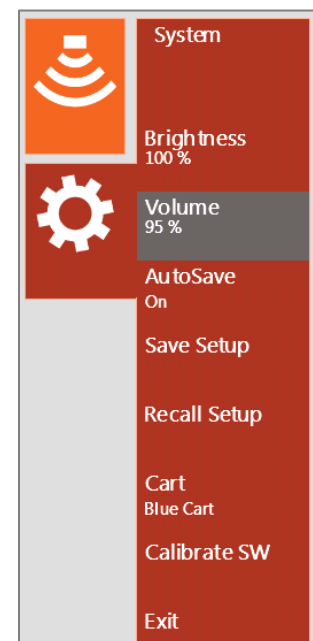 System
Brightness
100 %
Volume
95 %
AutoSave
On
Save Setup
Recall Setup
Cart
Blue Cart
Calibrate SW
Exit